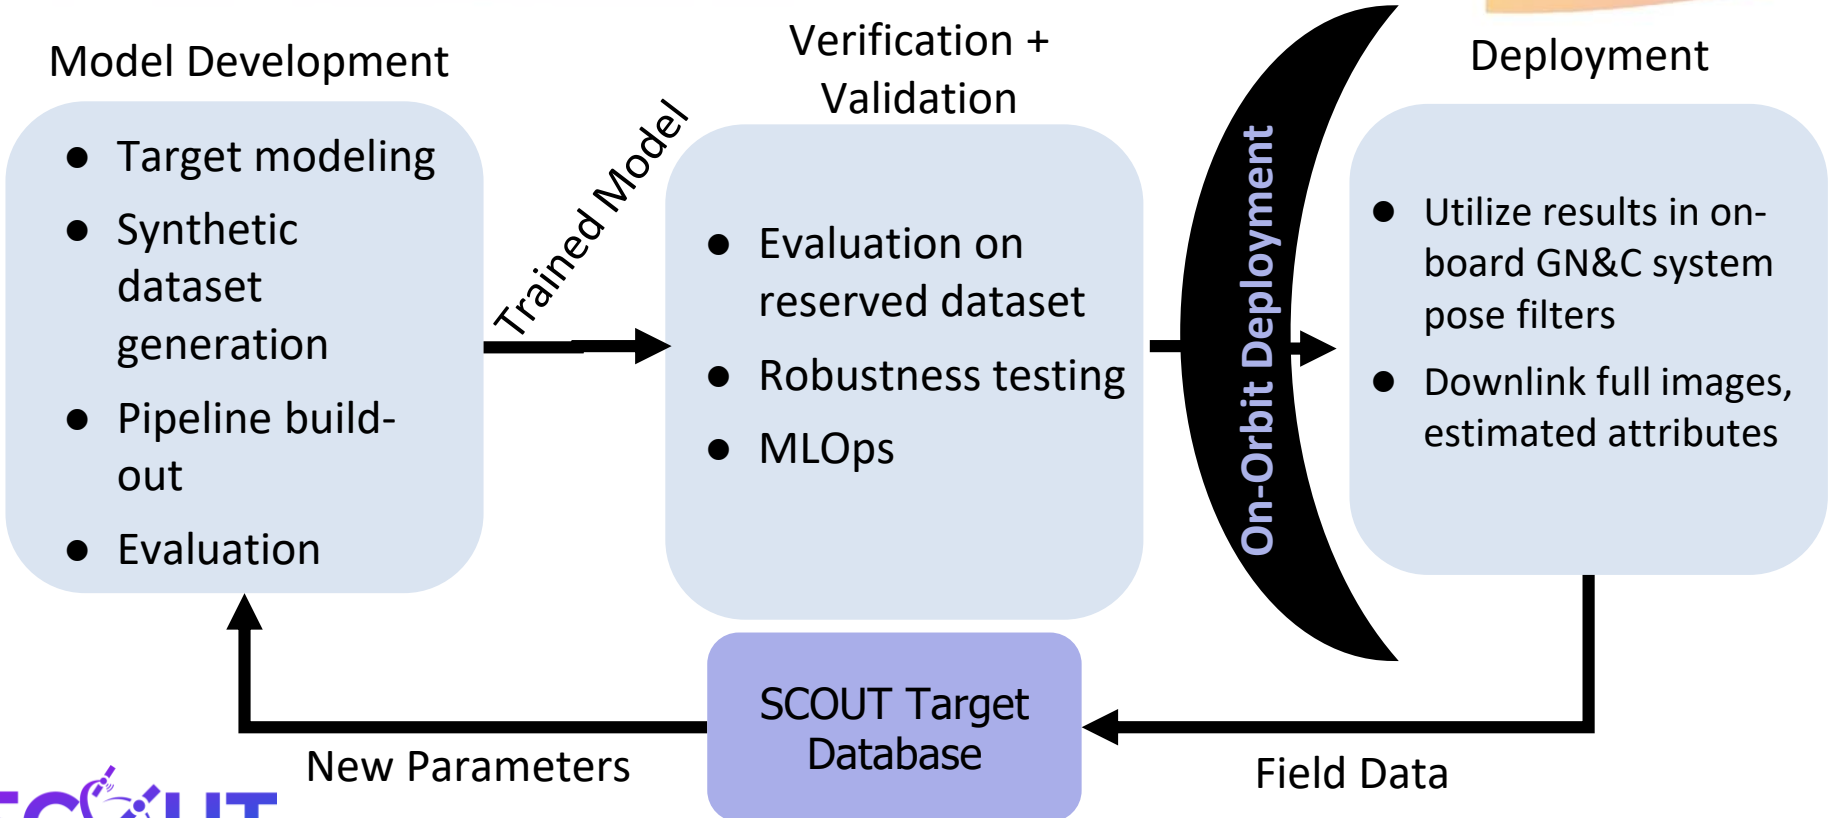 Model Development
● Target modeling
● Synthetic
dataset
generation
● Pipeline build-
out
● Evaluation
Trained Model
Verification +
Validation
● Evaluation on
reserved dataset
● Robustness testing
● MLOps
On-Orbit Deployment
Deployment
● Utilize results in on-
board GN&C system
pose filters
● Downlink full images,
estimated attributes
SCOUT Target
Database
New Parameters
Field Data
SCOUT